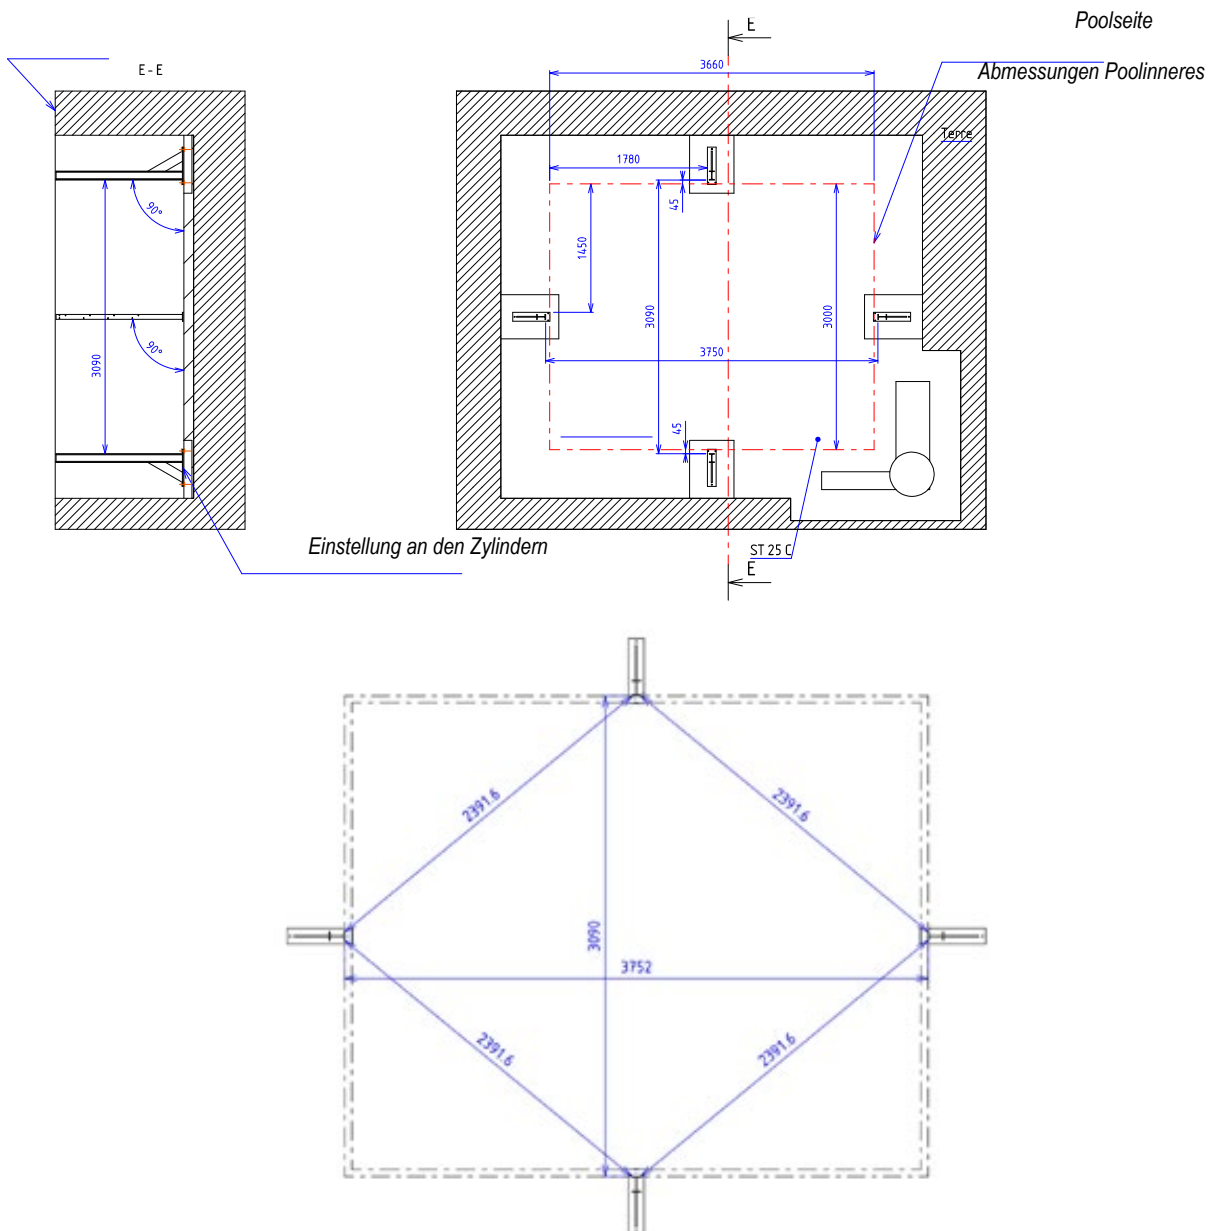 Poolseite
E
E-E
3660
Abmessungen Poolinneres
Terre
1780
45
90°
1450
3090
3000
3090
90°
3750
45
Einstellung an den Zylindern
ST 25 C
E
2391.6
2391.6
3090
3752
2391.6
2391.6